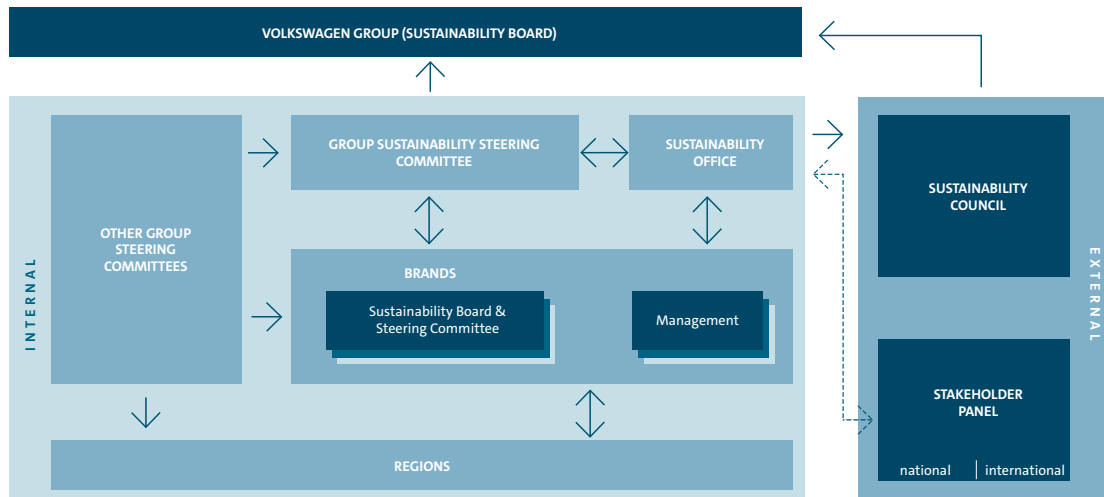 VOLKSWAGEN GROUP (SUSTAINABILITY BOARD)
INTERNAL
OTHER GROUP
STEERING
COMMITTEES
GROUP SUSTAINABILITY STEERING
COMMITTEE
SUSTAINABILITY
OFFICE
BRANDS
Sustainability Board &
Steering Committee
Management
REGIONS
SUSTAINABILITY
COUNCIL
STAKEHOLDER
PANEL
national
international
EXTERNAL